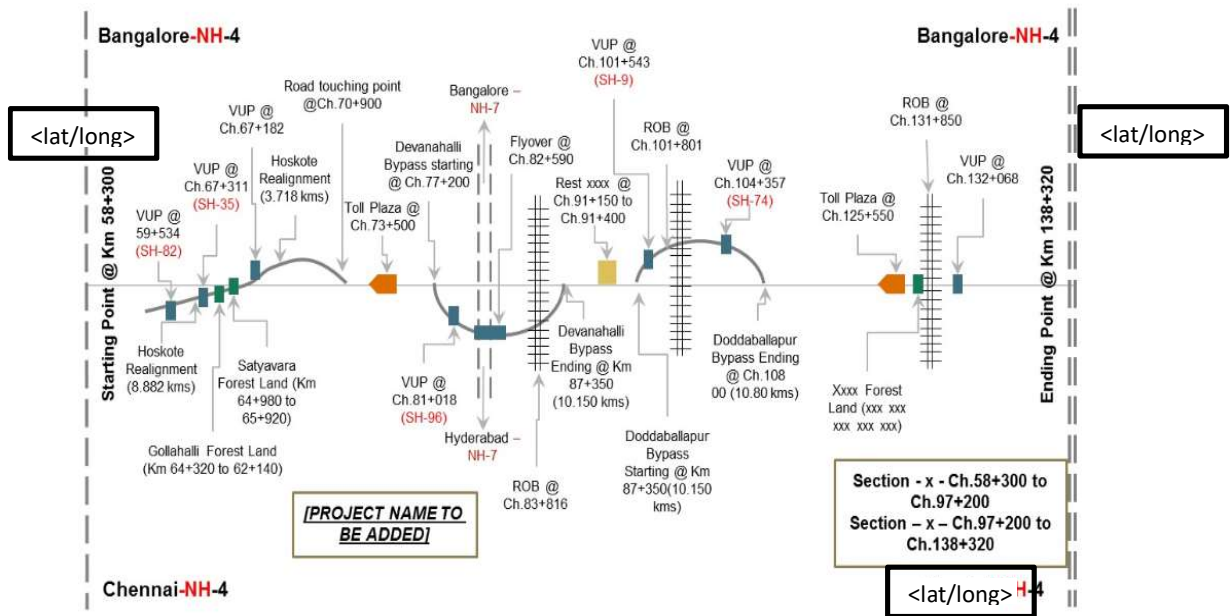 Bangalore-NH-4
Bangalore-NH-4
<lat/long>
<lat/long>
Starting Point @ Km 58+300
Ending Point @ Km 138+320
VUP @
59+534
(SH-82)
VUP @
Ch.67+311
(SH-35)
VUP @
Ch.67+182
Hoskote
Realignment
(3.718 kms)
Road touching point
@Ch.70+900
Toll Plaza @
Ch.73+500
Devanahalli
Bypass starting
@ Ch.77+200
Bangalore –
NH-7
Flyover @
Ch.82+590
VUP @
Ch.101+543
(SH-9)
Rest xxxx @
Ch.91+150 to
Ch.91+400
ROB @
Ch.101+801
VUP @
Ch.104+357
(SH-74)
Toll Plaza @
Ch.125+550
ROB @
Ch.131+850
VUP @
Ch.132+068
Hoskote
Realignment
(8.882 kms)
Gollahalli Forest Land
(Km 64+320 to 62+140)
Satyavara
Forest Land (Km
64+980 to
65+920)
VUP @
Ch.81+018
(SH-96)
Hyderabad –
NH-7
ROB @
Ch.83+816
Devanahalli
Bypass
Ending @ Km
87+350
(10.150 kms)
Doddaballapur
Bypass
Starting @ Km
87+350(10.150
kms)
Doddaballapur
Bypass Ending
@ Ch.108
00 (10.80 kms)
Xxxx Forest
Land (xxx xxx
xxx xxx xxx)
[PROJECT NAME TO
BE ADDED]
Section - x - Ch.58+300 to
Ch.97+200
Section – x – Ch.97+200 to
Ch.138+320
Chennai-NH-4
<lat/long>
H-4